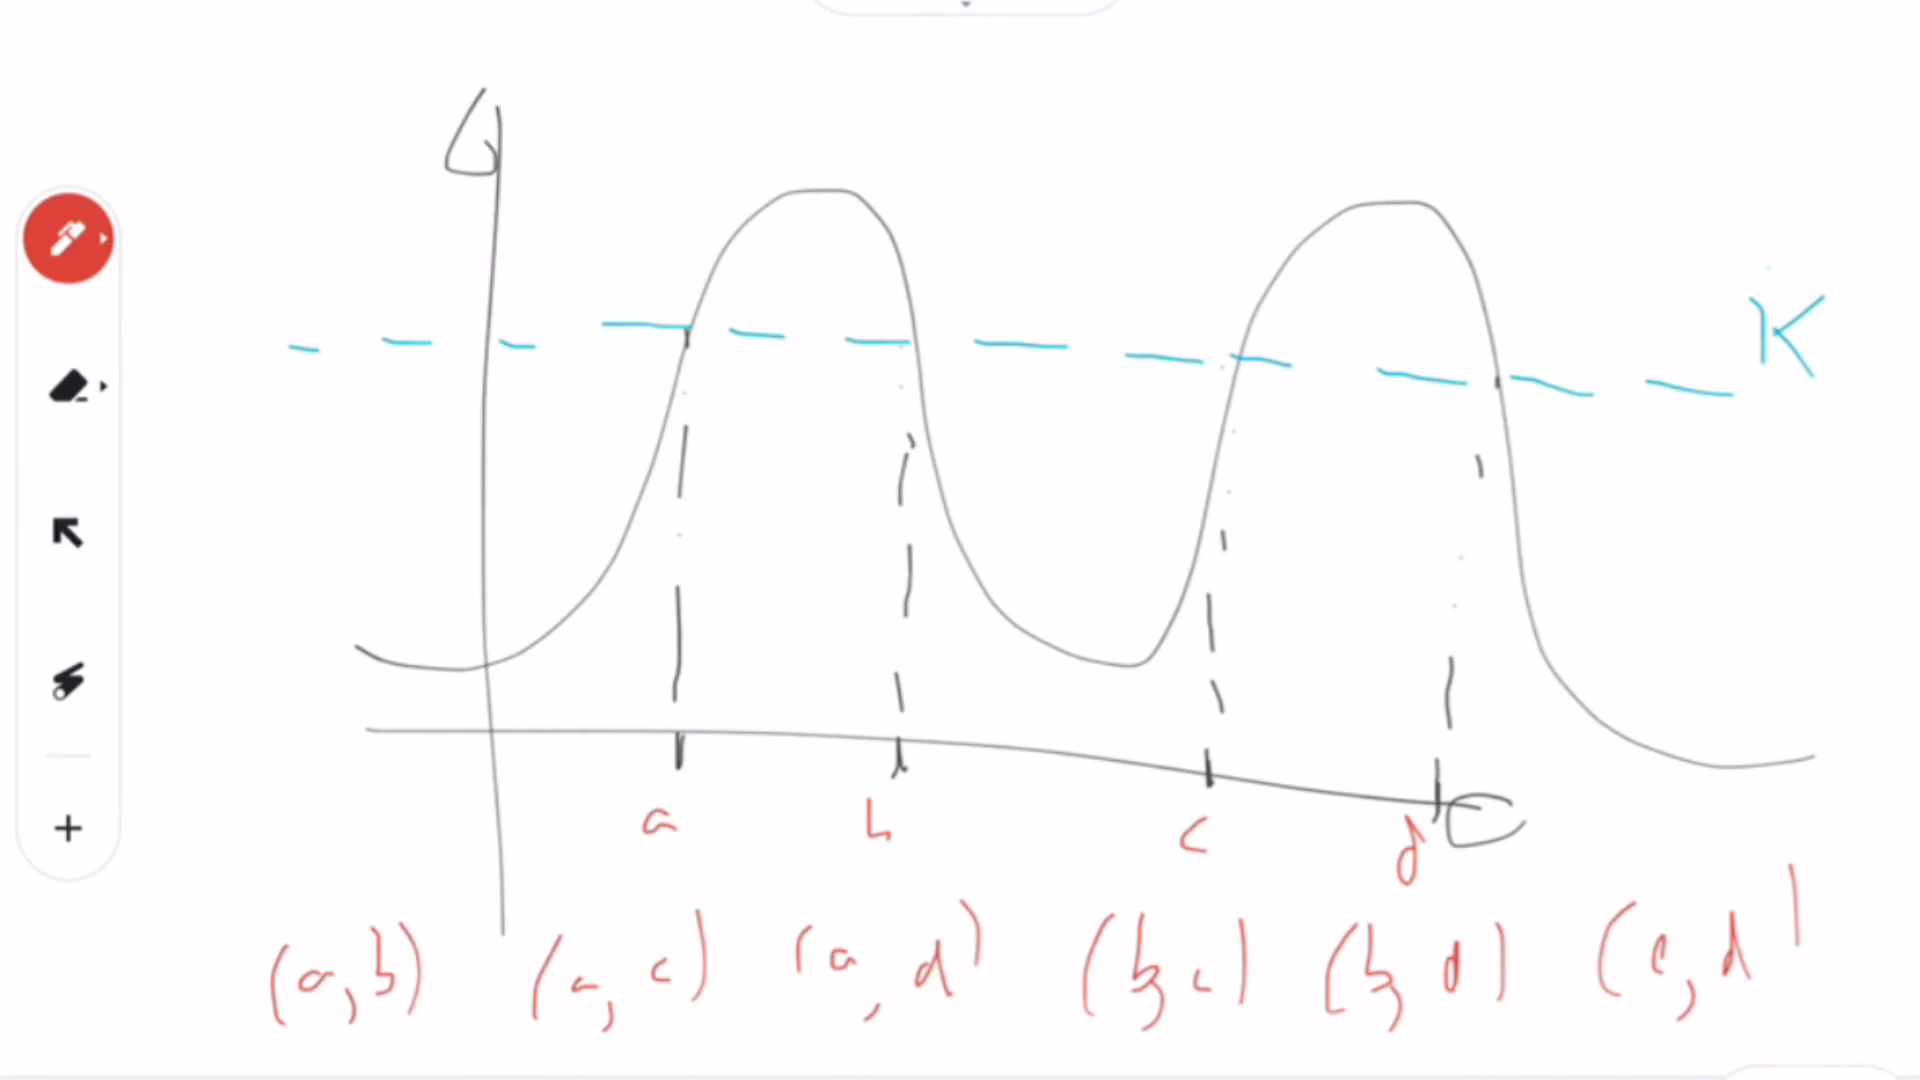 K
a b c d
(a,b) (a, c) (a, d) (b, c) (b, d) (c, d)